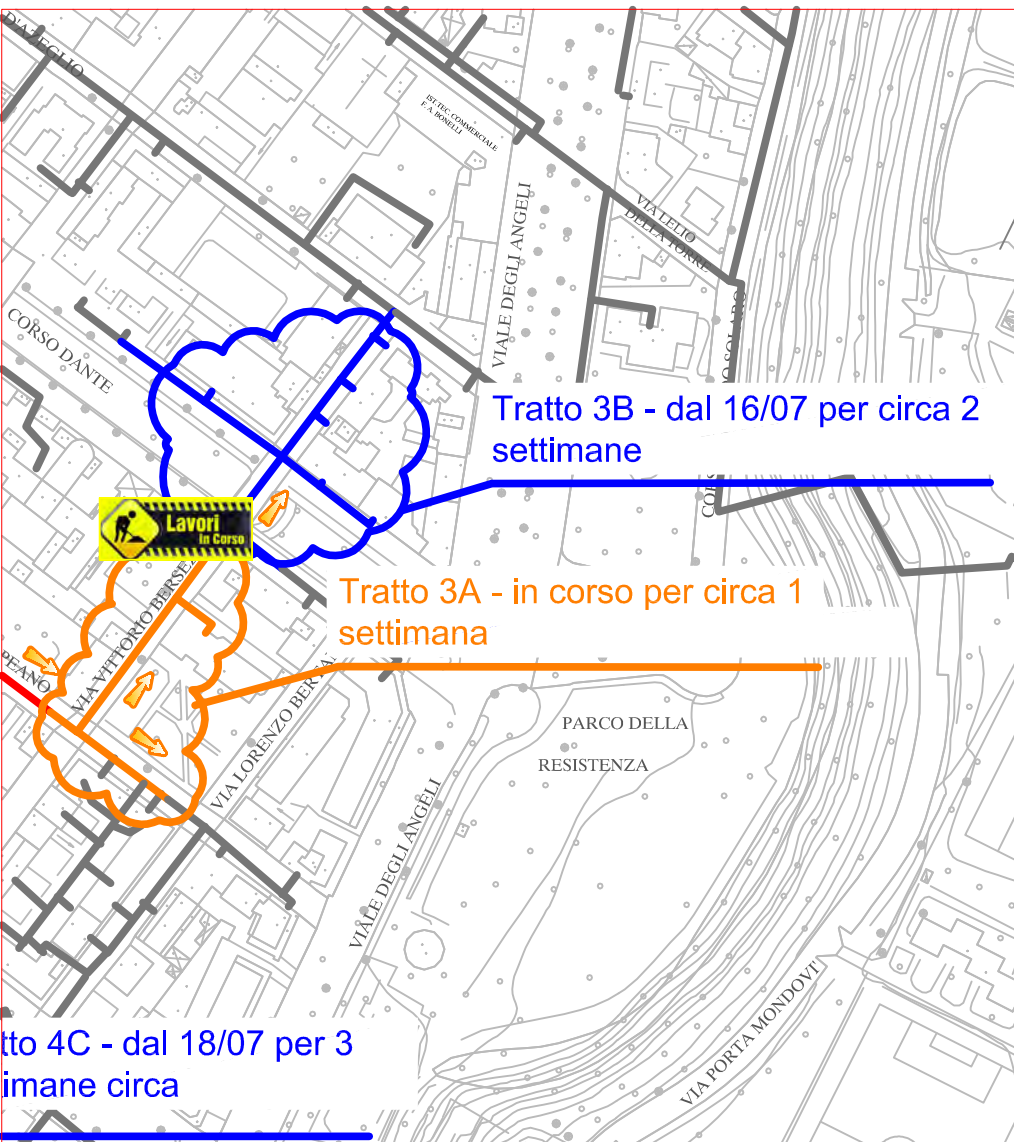 D'AZEGLIO
IST.TEC. COMMERCIALE
F. A. BONELLI
VIALE DEGLI ANGELI
VIA LELIO
DELLA TORRE
CORSO DANTE
Tratto 3B - dal 16/07 per circa 2
settimane
Lavori
In Corso
Tratto 3A - in corso per circa 1
settimana
VIA VITTORIO BERSEZ
PEANO
VIA LORENZO BERTA
PARCO DELLA
RESISTENZA
VIALE DEGLI ANGELI
VIA PORTA MONDOVI'
tto 4C - dal 18/07 per 3
imane circa